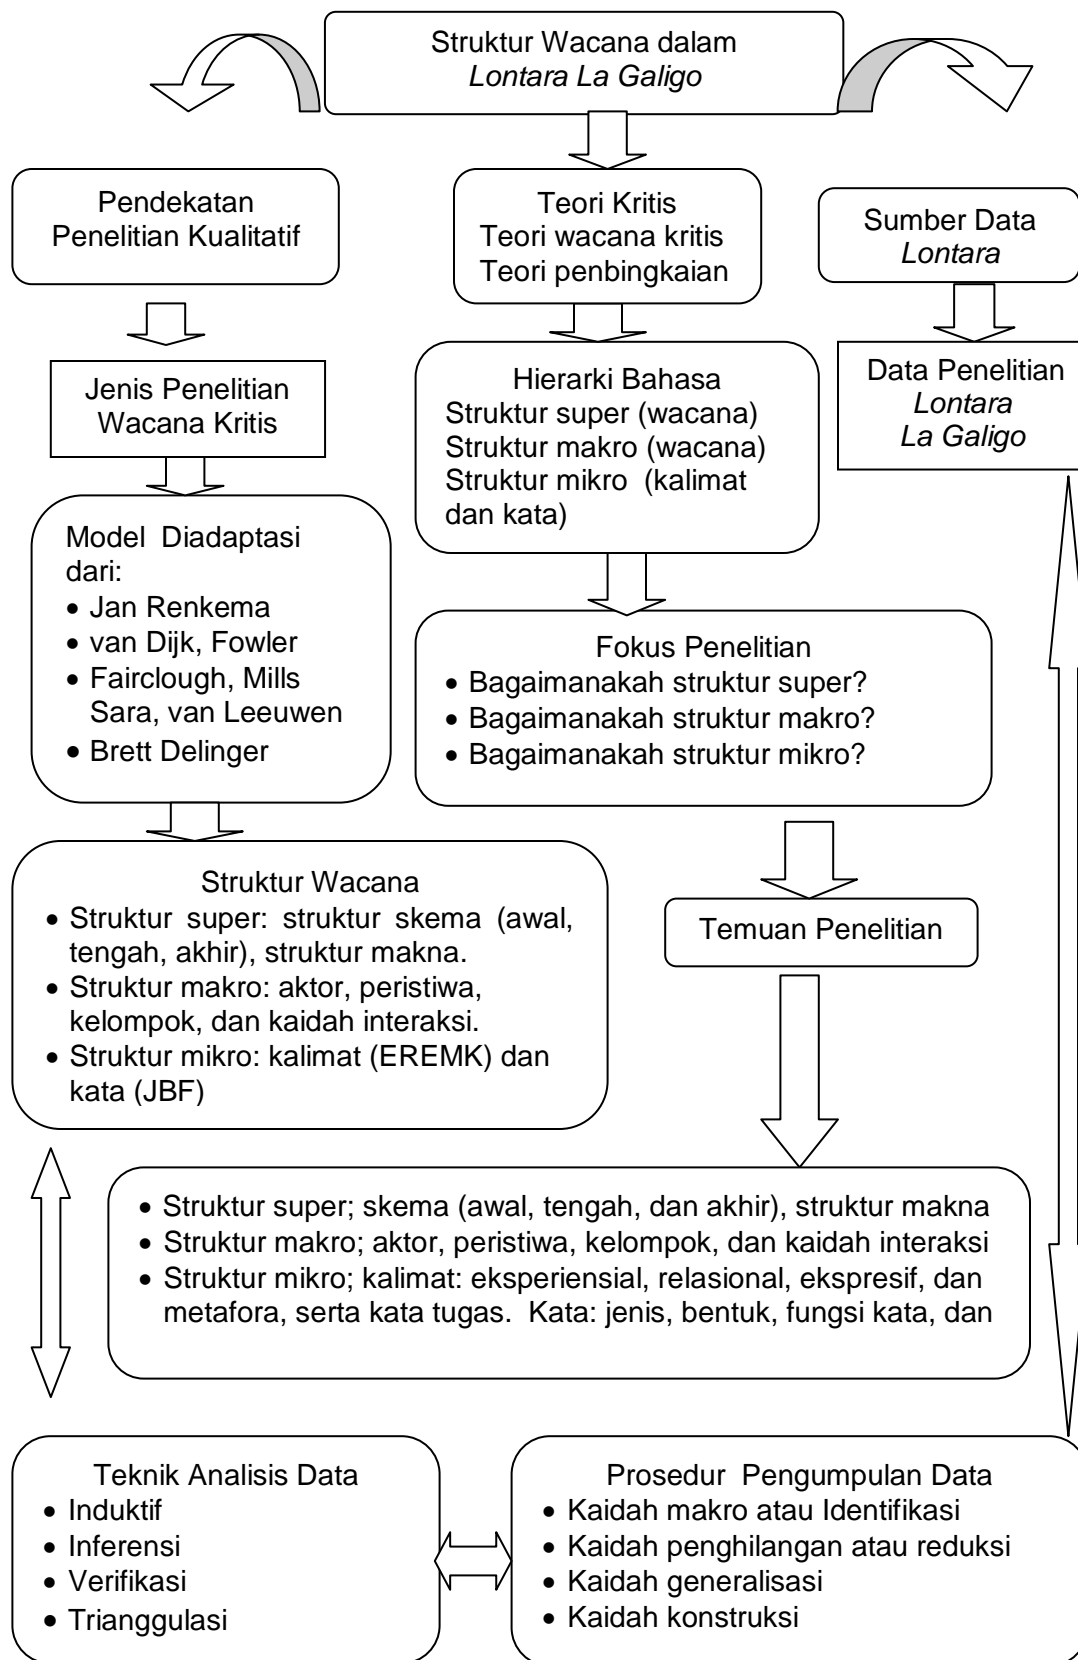 Struktur Wacana dalam
Lontara La Galigo
Pendekatan
Penelitian Kualitatif
Teori Kritis
Teori wacana kritis
Teori penbingkaian
Sumber Data
Lontara
Jenis Penelitian
Wacana Kritis
Hierarki Bahasa
Struktur super (wacana)
Struktur makro (wacana)
Struktur mikro (kalimat
dan kata)
Data Penelitian
Lontara
La Galigo
Model Diadaptasi
dari:
• Jan Renkema
• van Dijk, Fowler
• Fairclough, Mills
Sara, van Leeuwen
• Brett Delinger
Fokus Penelitian
• Bagaimanakah struktur super?
• Bagaimanakah struktur makro?
• Bagaimanakah struktur mikro?
Struktur Wacana
• Struktur super: struktur skema (awal,
tengah, akhir), struktur makna.
• Struktur makro: aktor, peristiwa,
kelompok, dan kaidah interaksi.
• Struktur mikro: kalimat (EREMK) dan
kata (JBF)
Temuan Penelitian
• Struktur super; skema (awal, tengah, dan akhir), struktur makna
• Struktur makro; aktor, peristiwa, kelompok, dan kaidah interaksi
• Struktur mikro; kalimat: eksperiensial, relasional, ekspresif, dan
metafora, serta kata tugas. Kata: jenis, bentuk, fungsi kata, dan
Teknik Analisis Data
• Induktif
• Inferensi
• Verifikasi
• Trianggulasi
Prosedur Pengumpulan Data
• Kaidah makro atau Identifikasi
• Kaidah penghilangan atau reduksi
• Kaidah generalisasi
• Kaidah konstruksi